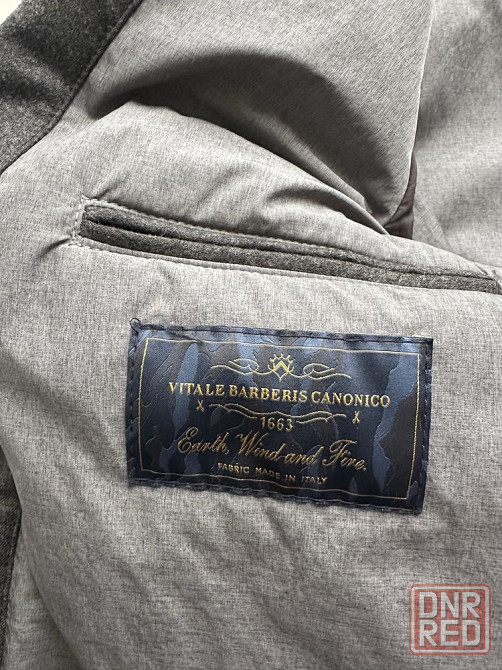 VITALE BARBERIS CANONICO
1663
Earth, Wind and Fire.
FABRIC MADE IN ITALY
DNR
RED